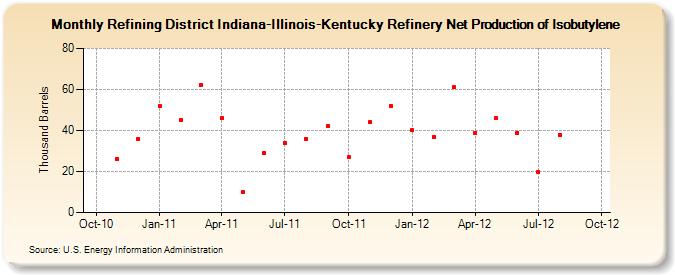 Monthly Refining District Indiana-Illinois-Kentucky Refinery Net Production of Isobutylene
Thousand Barrels
80
60
40
20
0
Oct-10 Jan-11 Apr-11 Jul-11 Oct-11 Jan-12 Apr-12 Jul-12 Oct-12
Source: U.S. Energy Information Administration